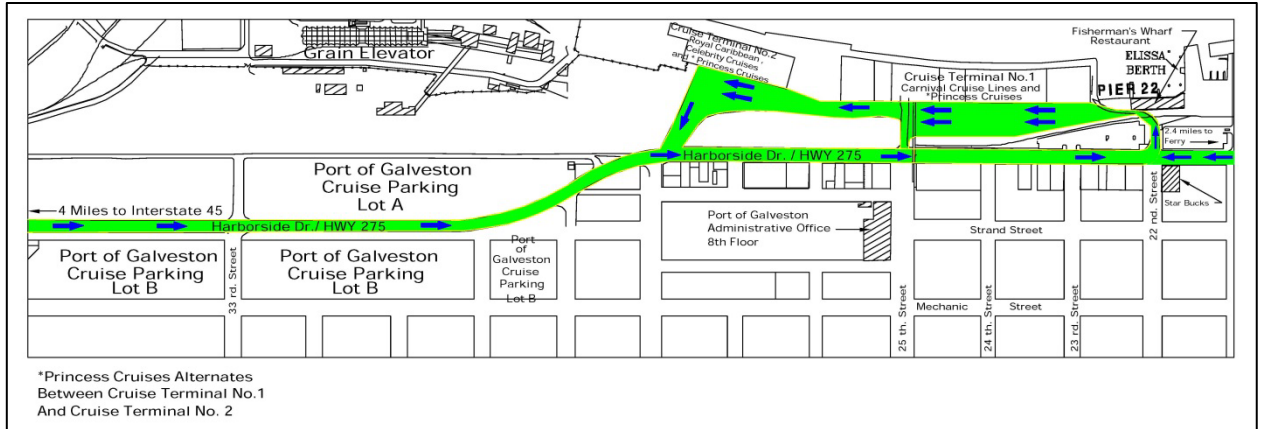 Grain Elevator
Cruise Terminal No.2
Royal Caribbean ,
Celebrity Cruises
and *Princess Cruises
Cruise Terminal No.1
Carnival Cruise Lines and
*Princess Cruises
Fisherman's Wharf
Restaurant
ELISSA
BERTH
PIER 22
2.4 miles to
Ferry
Harborside Dr. / HWY 275
Port of Galveston
Cruise Parking
Lot A
4 Miles to Interstate 45
Harborside Dr./ HWY 275
Star Bucks
Port of Galveston
Administrative Office
8th Floor
Strand Street
22 nd. Street
Port of Galveston
Cruise Parking
Lot B
33 rd. Street
Port of Galveston
Cruise Parking
Lot B
Port
of
Galveston
Cruise
Parking
Lot B
Mechanic Street
25 th. Street
24 th. Street
23 rd. Street
*Princess Cruises Alternates
Between Cruise Terminal No.1
And Cruise Terminal No. 2